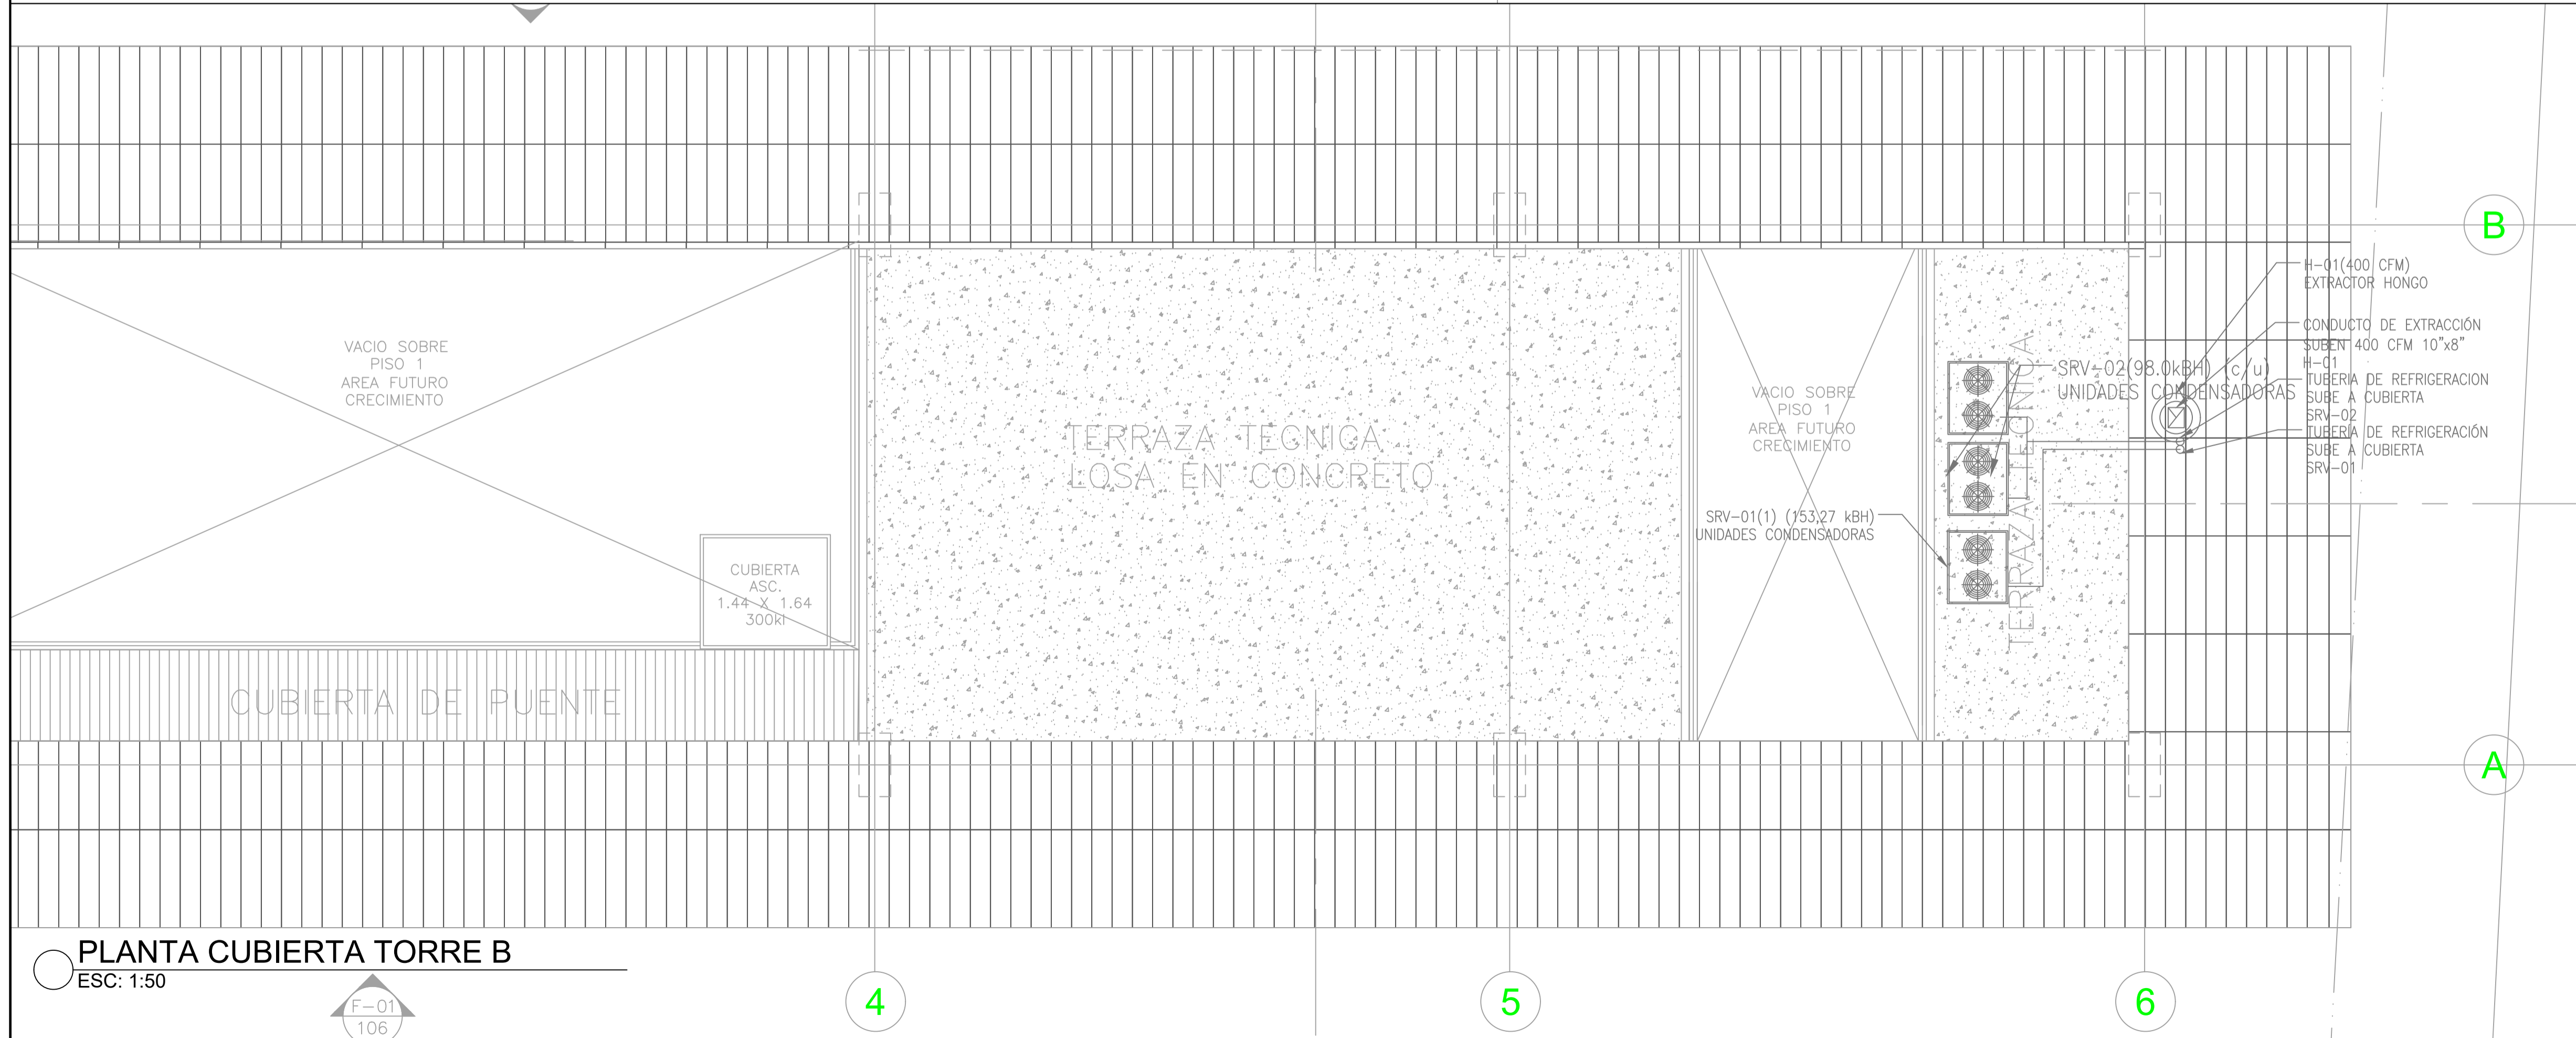 B
H-01(400 CFM)
EXTRACTOR HONGO
CONDUCTO DE EXTRACCIÓN
SUBEN 400 CFM 10"x8"
H-01
TUBERIA DE REFRIGERACION
SUBE A CUBIERTA
SRV-02
TUBERÍA DE REFRIGERACIÓN
SUBE A CUBIERTA
SRV-01
VACIO SOBRE
PISO 1
AREA FUTURO
CRECIMIENTO
SRV-02(98.0kBH) (c/u)
UNIDADES CONDENSADORAS
VACIO SOBRE
PISO 1
AREA FUTURO
CRECIMIENTO
TERRAZA TECNICA
LOSA EN CONCRETO
SRV-01(1) (153,27 kBH)
UNIDADES CONDENSADORAS
CUBIERTA
ASC.
1.44 X 1.64
CUBIERTA DE PUENTE
A
PLANTA CUBIERTA TORRE B
ESC: 1:50
F-01
106
4
5
6